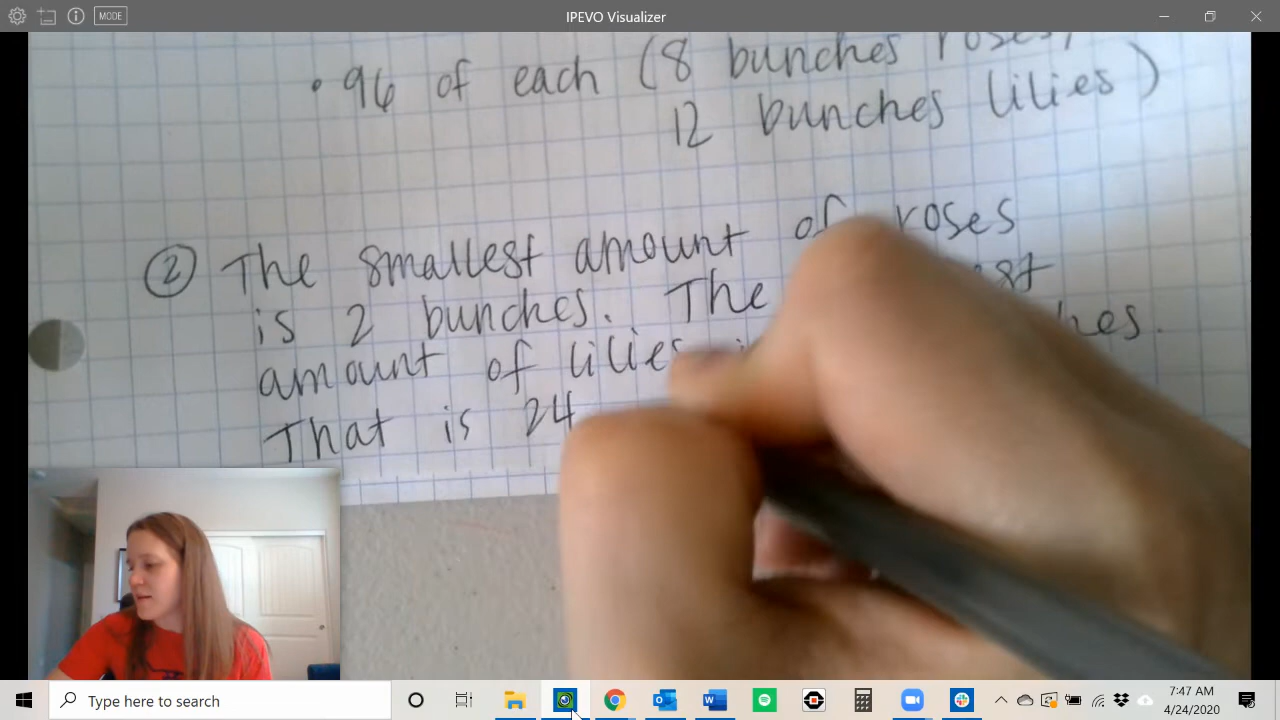 MODE
IPEVO Visualizer
• 96 of each (8 bunches roses,
12 bunches lilies)
② The smallest amount of roses
is 2 bunches. The
amount of lilies
That is 24
Type here to search
7:47 AM
4/24/2020